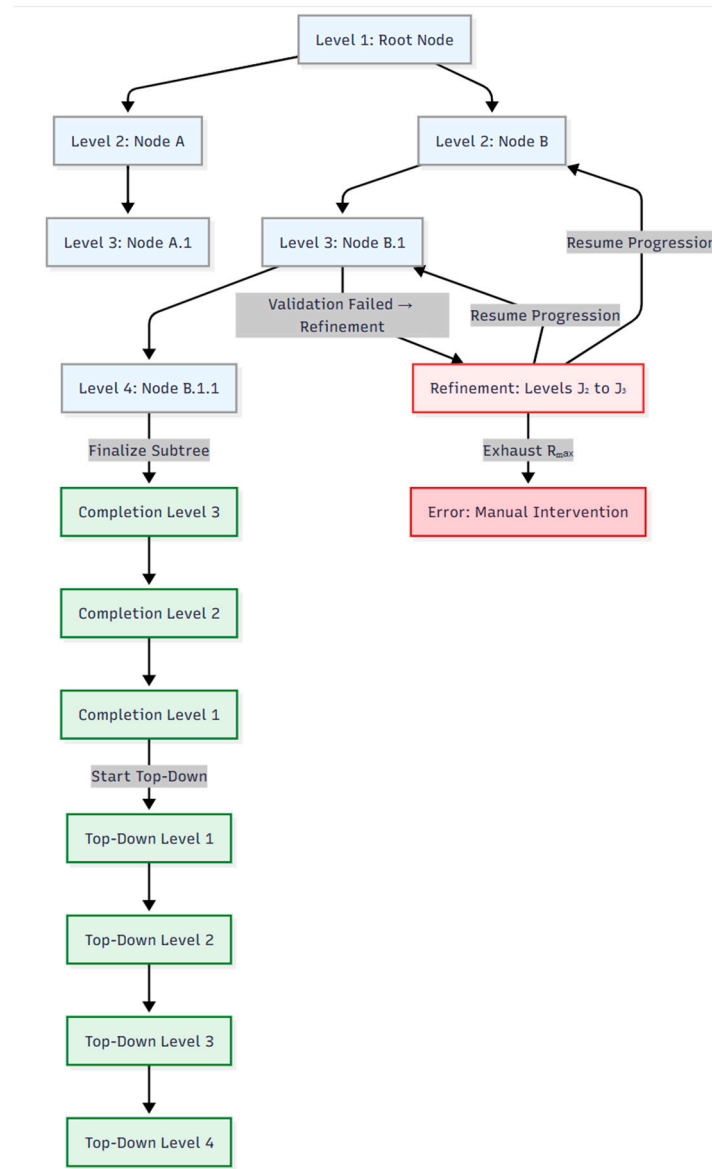 Level 1: Root Node
Level 2: Node A
Level 2: Node B
Level 3: Node A.1
Level 3: Node B.1
Resume Progression
Validation Failed →
Refinement
Resume Progression
Level 4: Node B.1.1
Refinement: Levels J₂ to J₃
Finalize Subtree
Exhaust Rₘₐₓ
Completion Level 3
Error: Manual Intervention
Completion Level 2
Completion Level 1
Start Top-Down
Top-Down Level 1
Top-Down Level 2
Top-Down Level 3
Top-Down Level 4